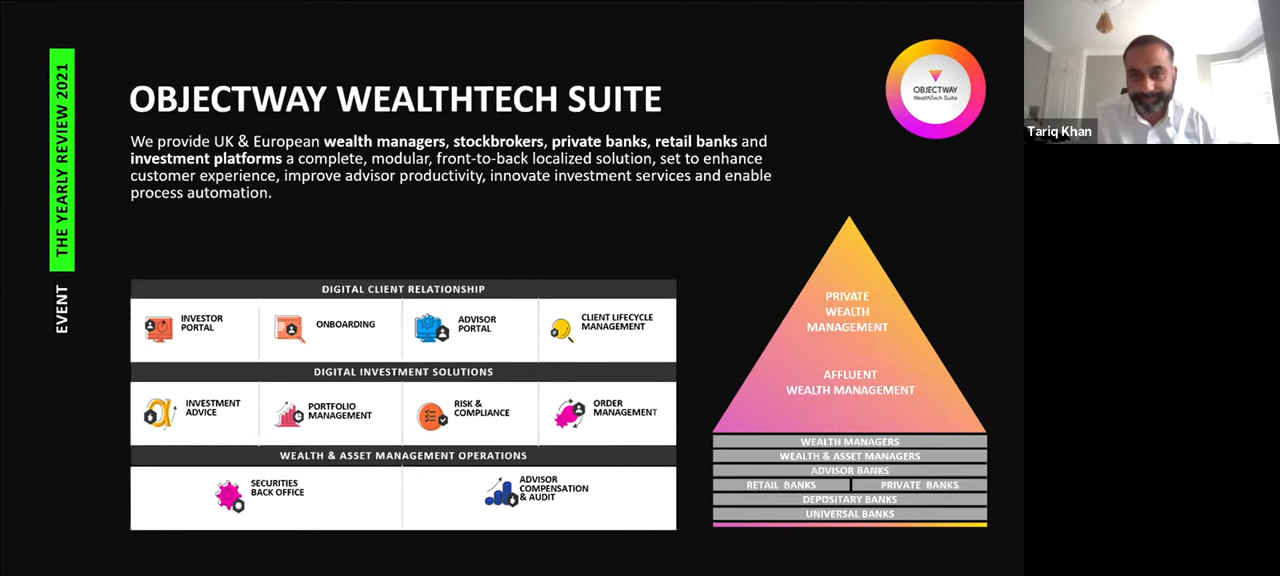 EVENT THE YEARLY REVIEW 2021
OBJECTWAY WEALTHTECH SUITE
We provide UK & European wealth managers, stockbrokers, private banks, retail banks and
investment platforms a complete, modular, front-to-back localized solution, set to enhance
customer experience, improve advisor productivity, innovate investment services and enable
process automation.
OBJECTWAY
WealthTech Suite
Tariq Khan
DIGITAL CLIENT RELATIONSHIP
INVESTOR
PORTAL
ONBOARDING
ADVISOR
PORTAL
CLIENT LIFECYCLE
MANAGEMENT
DIGITAL INVESTMENT SOLUTIONS
INVESTMENT
ADVICE
PORTFOLIO
MANAGEMENT
RISK &
COMPLIANCE
ORDER
MANAGEMENT
WEALTH & ASSET MANAGEMENT OPERATIONS
SECURITIES
BACK OFFICE
ADVISOR
COMPENSATION
& AUDIT
PRIVATE
WEALTH
MANAGEMENT
AFFLUENT
WEALTH MANAGEMENT
WEALTH MANAGERS
WEALTH & ASSET MANAGERS
ADVISOR BANKS
RETAIL BANKS
PRIVATE BANKS
DEPOSITARY BANKS
UNIVERSAL BANKS